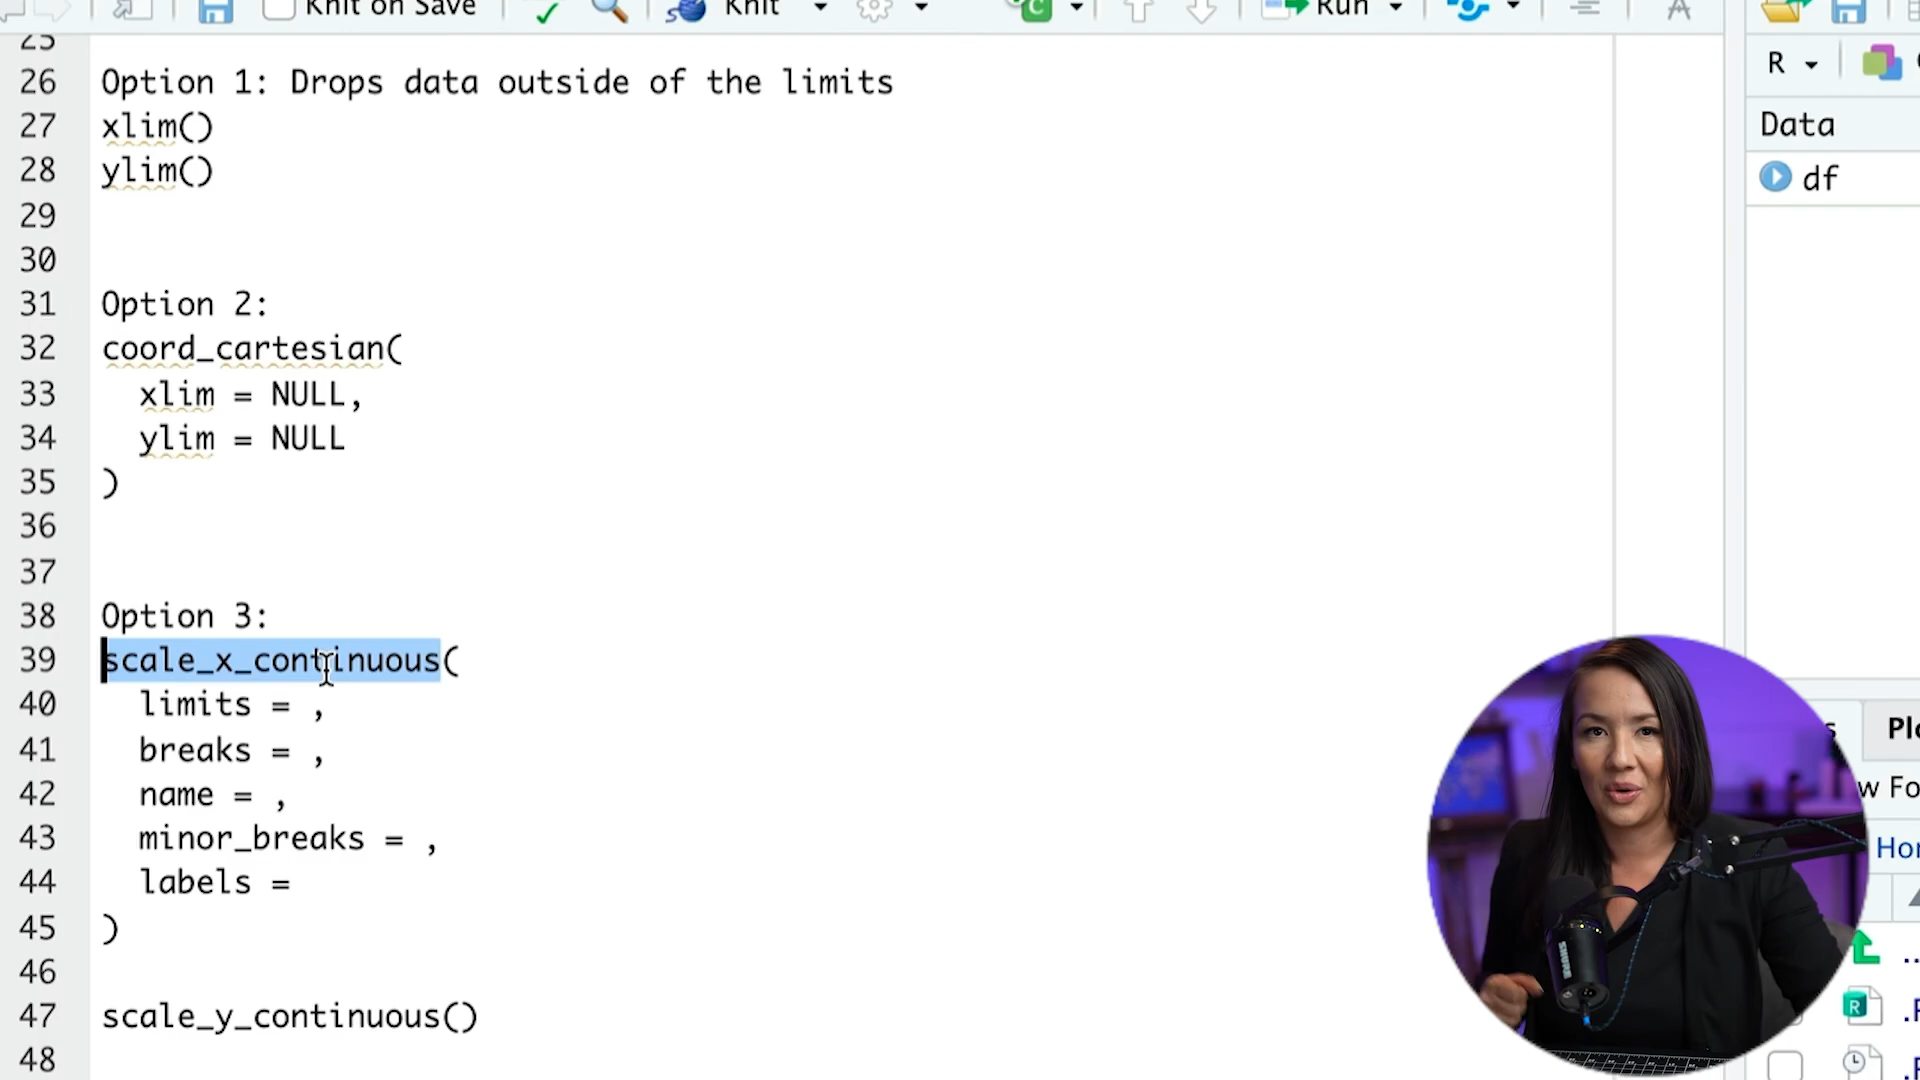 Knit on Save Knit Run
25
26 Option 1: Drops data outside of the limits
27 xlim()
28 ylim()
29
30
31 Option 2:
32 coord_cartesian(
33 xlim = NULL,
34 ylim = NULL
35 )
36
37
38 Option 3:
39 scale_x_continuous(
40 limits = ,
41 breaks = ,
42 name = ,
43 minor_breaks = ,
44 labels =
45 )
46
47 scale_y_continuous()
48
R
Data
df